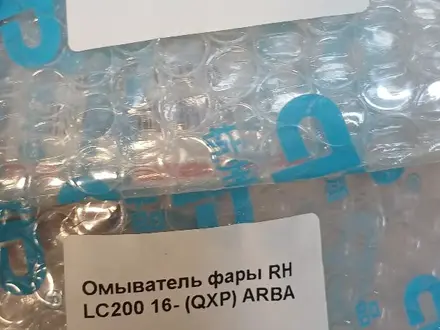 Омыватель фары RH
LC200 16- (QXP) ARBA